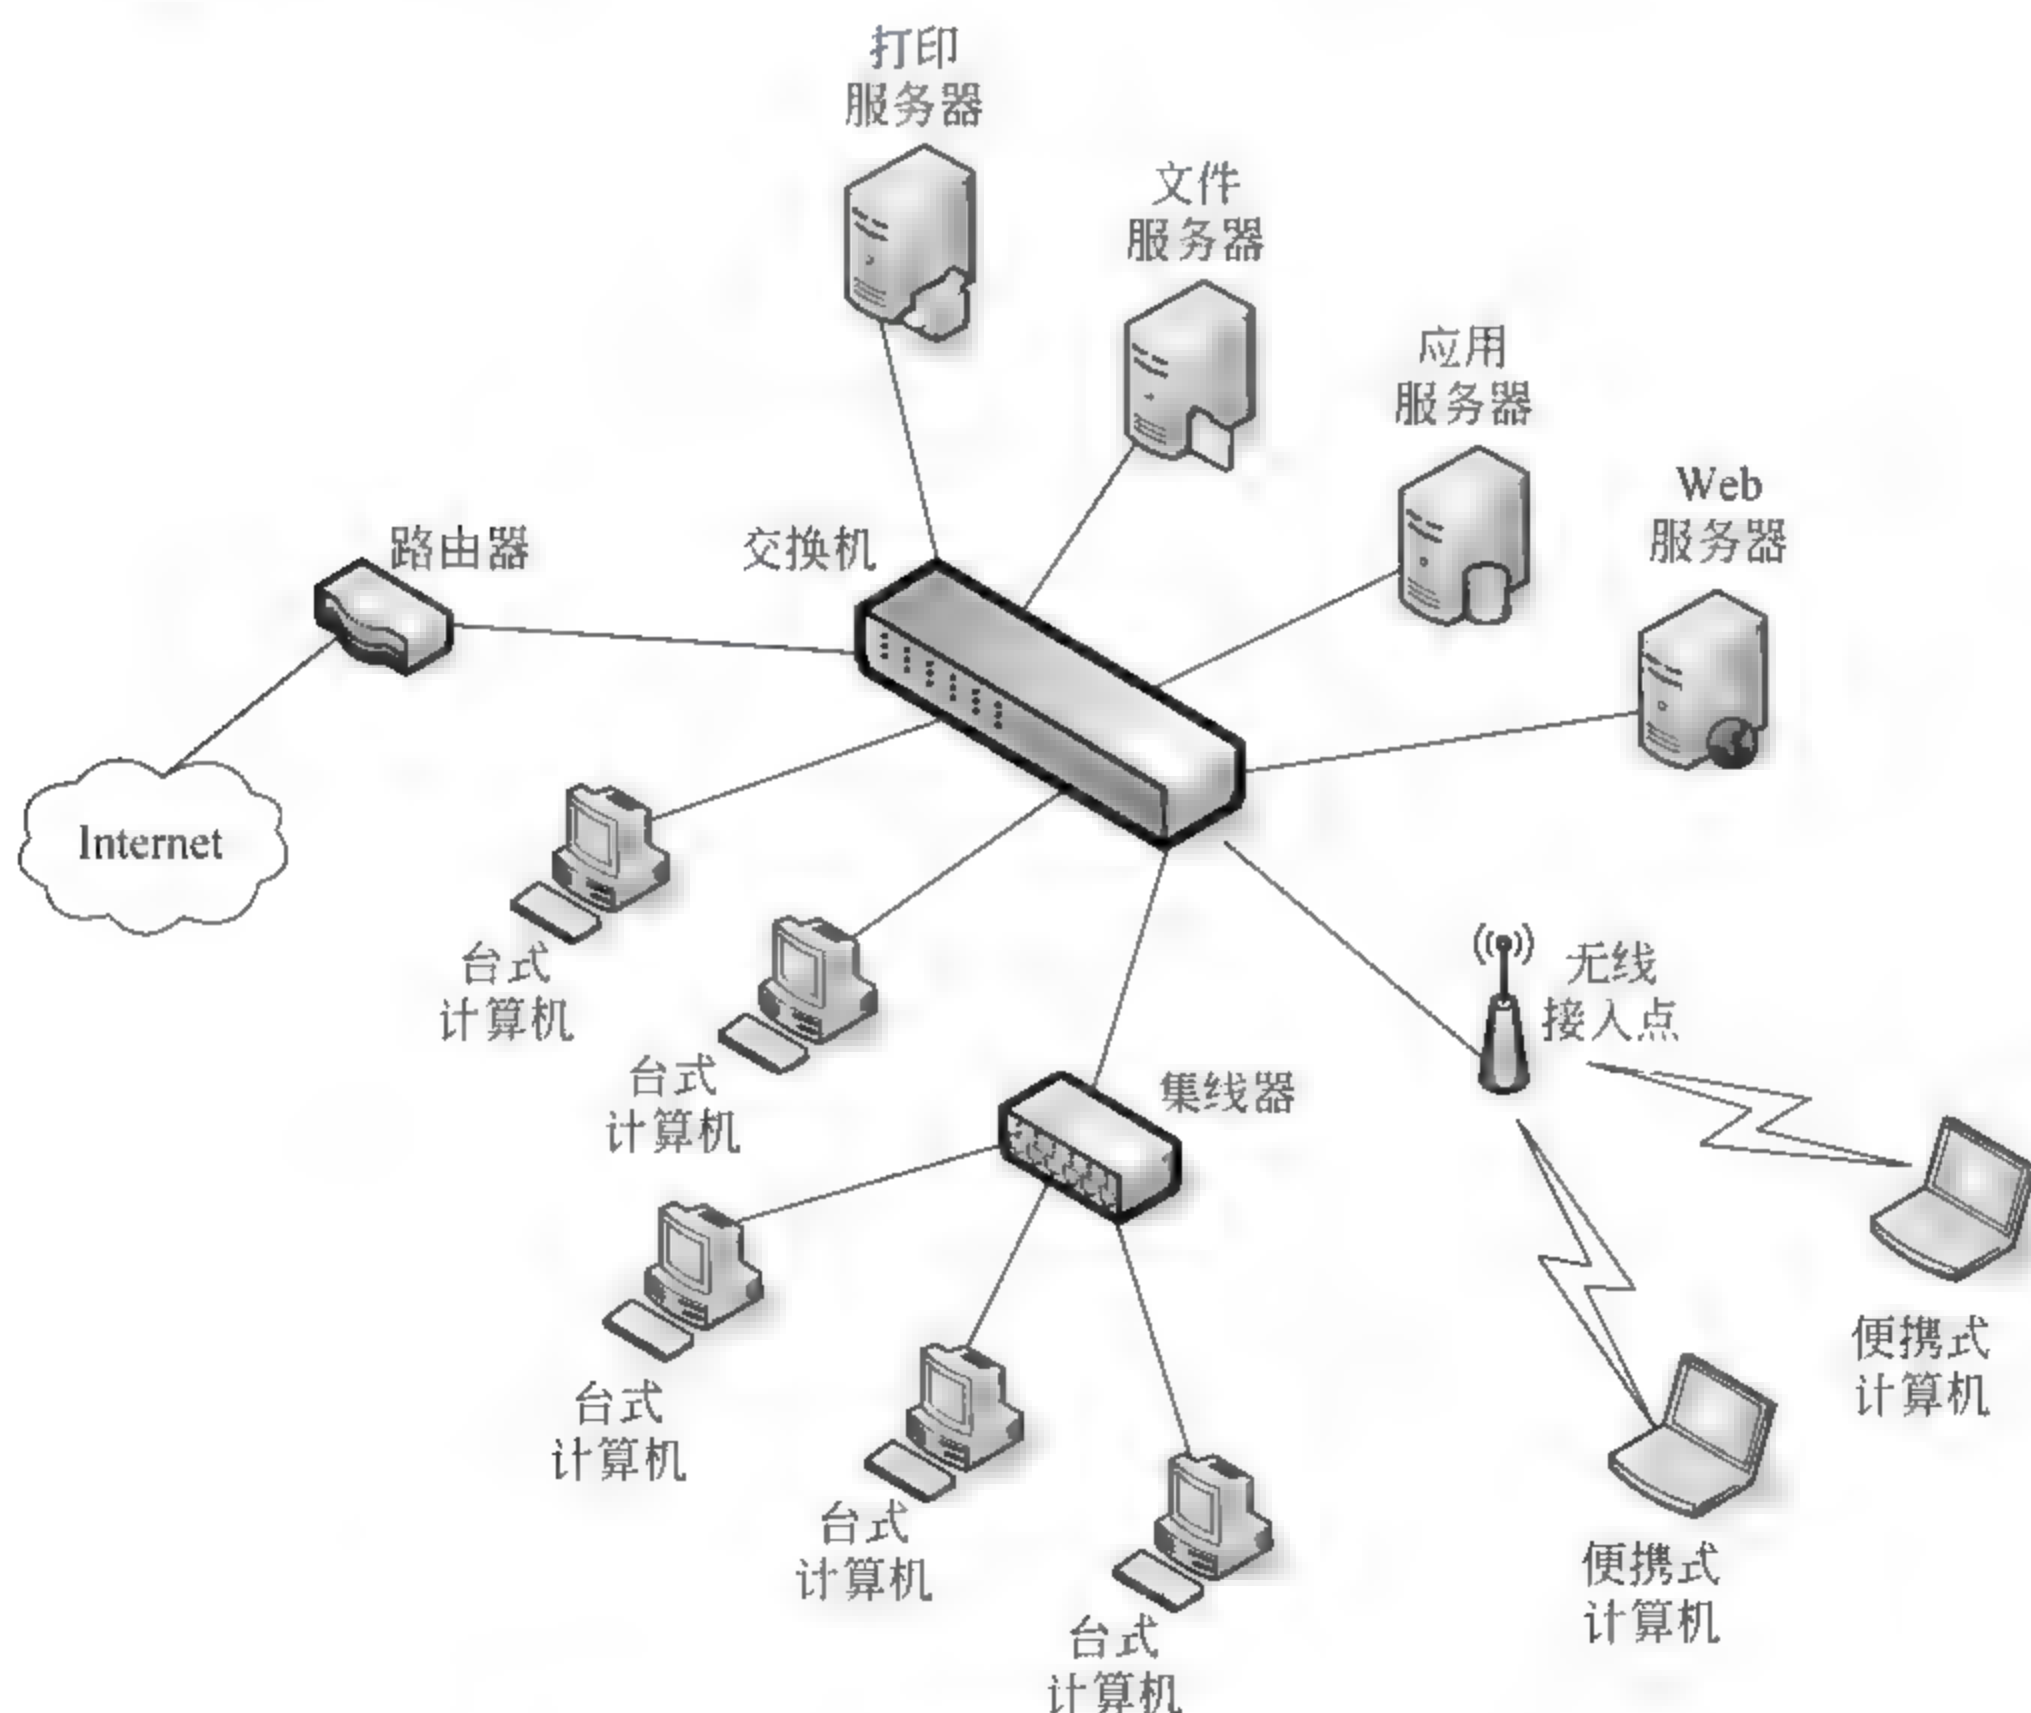 打印
服务器
文件
服务器
应用
服务器
Web
服务器
路由器
交换机
Internet
台式
计算机
台式
计算机
无线
接入点
集线器
台式
计算机
台式
计算机
台式
计算机
便携式
计算机
便携式
计算机